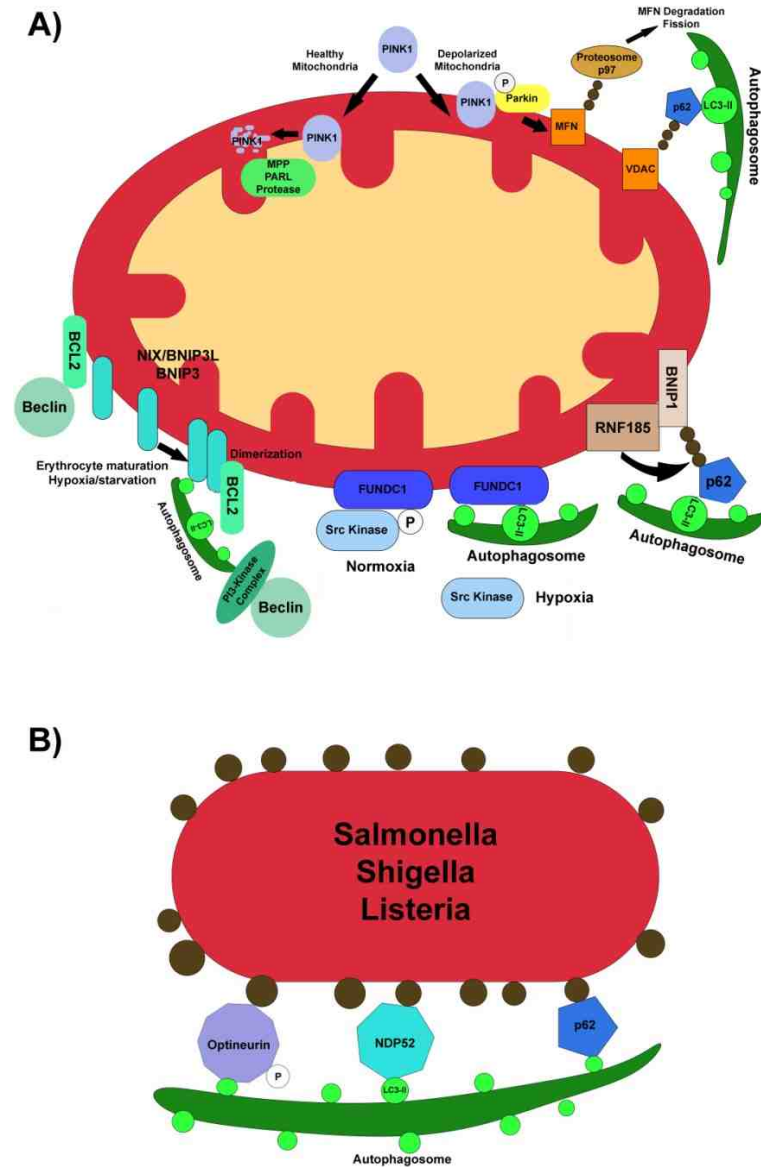 A)
Healthy
Mitochondria
PINK1
Depolarized
Mitochondria
MFN Degradation
Fission
Proteosome
p97
P
PINK1
Parkin
MFN
p62
LC3-II
Autophagosome
VDAC
PINK1
PINK1
MPP
PARL
Protease
BCL2
Beclin
NIX/BNIP3L
BNIP3
Erythrocyte maturation
Hypoxia/starvation
Dimerization
BCL2
LC3-II
Autophagosome
PI3-Kinase
Complex
Beclin
FUNDC1
Src Kinase
P
Normoxia
FUNDC1
LC3-II
Autophagosome
Src Kinase
Hypoxia
BNIP1
RNF185
p62
LC3-II
Autophagosome
B)
Salmonella
Shigella
Listeria
Optineurin
P
NDP52
LC3-II
p62
Autophagosome